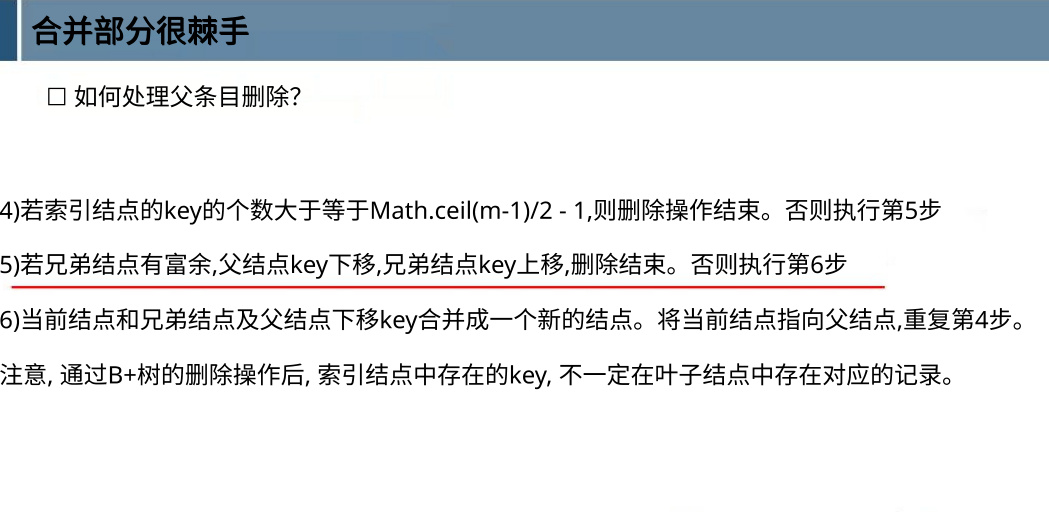 合并部分很棘手
□ 如何处理父条目删除？
4)若索引结点的key的个数大于等于Math.ceil(m-1)/2 - 1,则删除操作结束。否则执行第5步
5)若兄弟结点有富余,父结点key下移,兄弟结点key上移,删除结束。否则执行第6步
6)当前结点和兄弟结点及父结点下移key合并成一个新的结点。将当前结点指向父结点,重复第4步。
注意, 通过B+树的删除操作后, 索引结点中存在的key, 不一定在叶子结点中存在对应的记录。